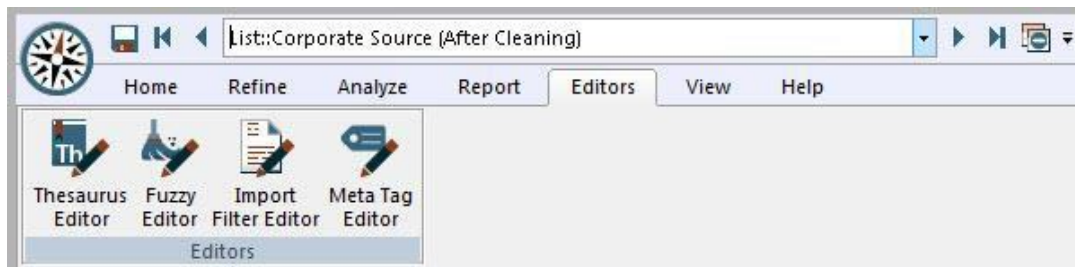 List::Corporate Source (After Cleaning)
Home Refine Analyze Report Editors View Help
Th
Thesaurus Editor
Fuzzy Editor
Import Filter Editor
Meta Tag Editor
Editors